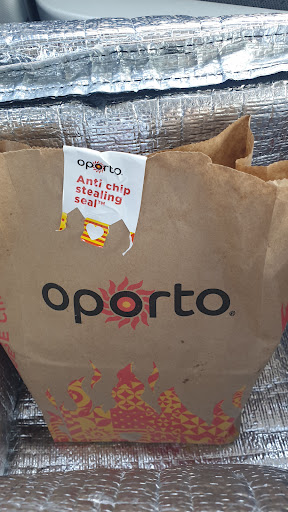 oporto.
Anti chip
stealing
seal™
oporto®